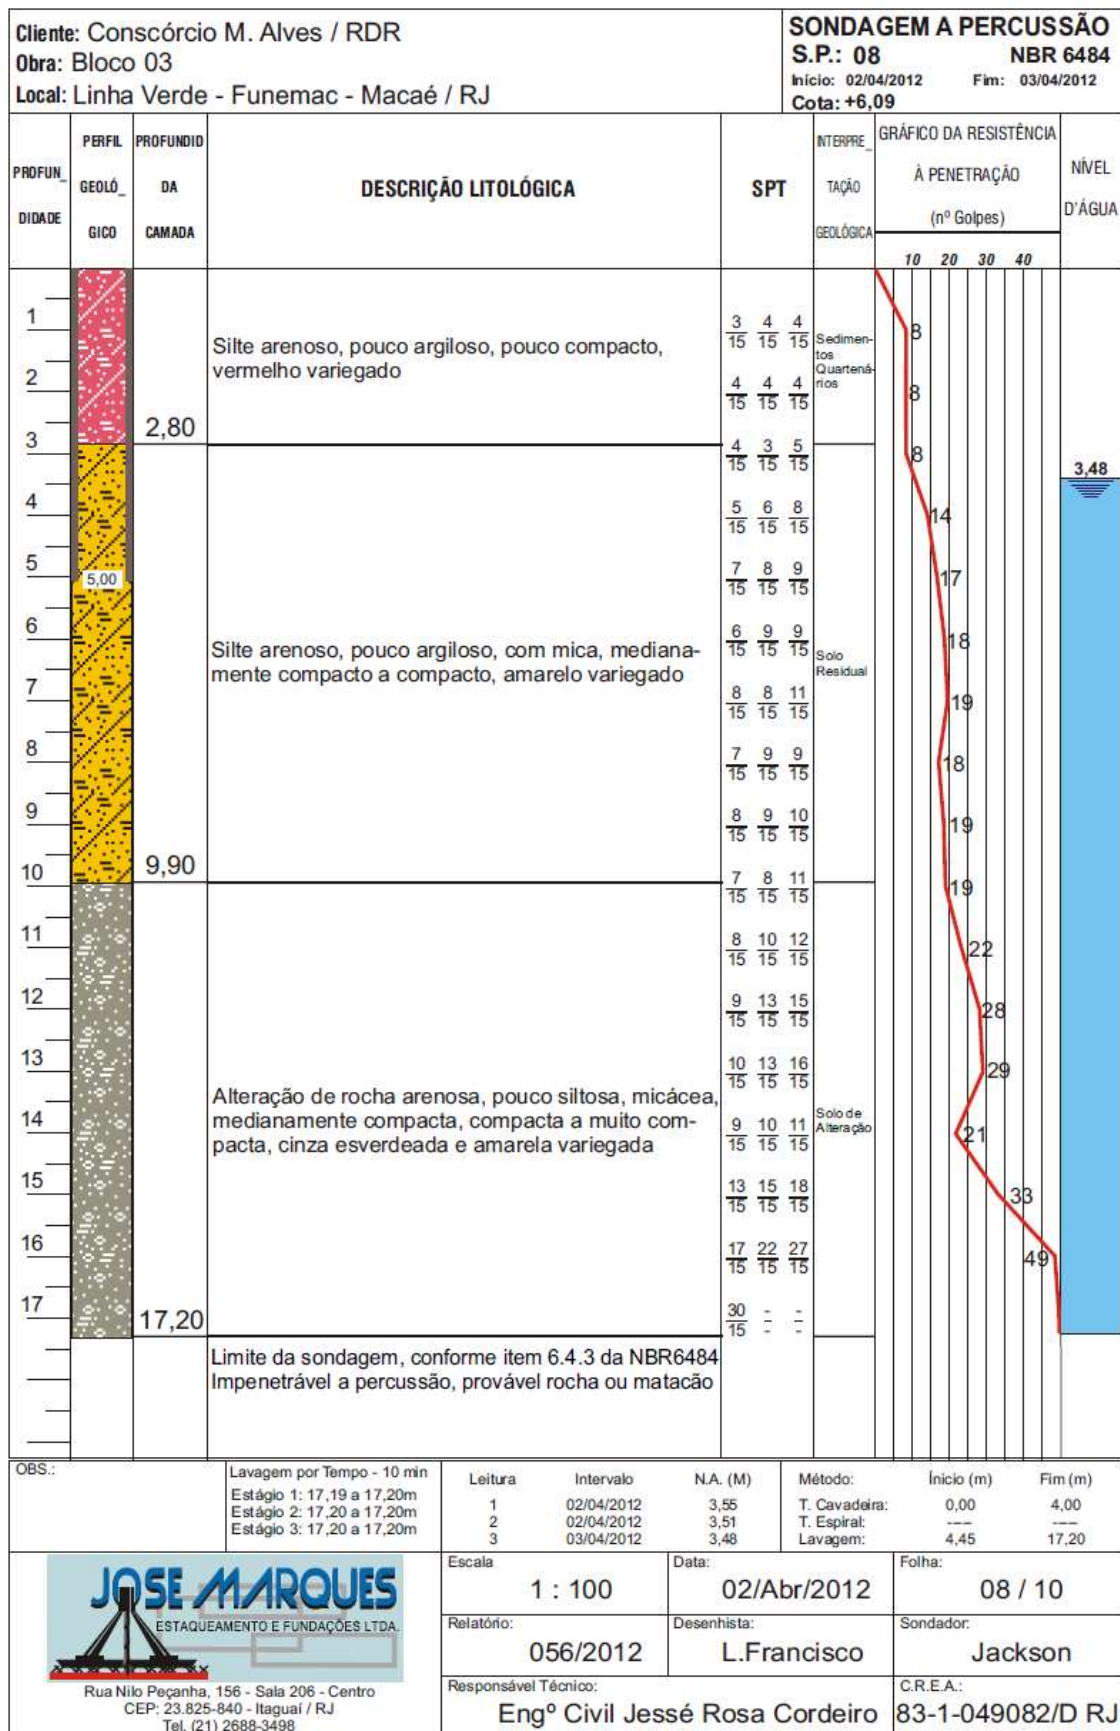 Cliente: Conscórcio M. Alves / RDR
Obra: Bloco 03
Local: Linha Verde - Funemac - Macaé / RJ
SONDAGEM A PERCUSSÃO
S.P.: 08 NBR 6484
Início: 02/04/2012 Fim: 03/04/2012
Cota: +6,09
PROFUN_
DIDADE
PERFIL
GEOLÓ_
GICO
PROFUNDID
DA
CAMADA
DESCRIÇÃO LITOLÓGICA
SPT
INTERPRE_
TAÇÃO
GEOLÓGICA
GRÁFICO DA RESISTÊNCIA
À PENETRAÇÃO
(nº Golpes)
10 20 30 40
NÍVEL
D'ÁGUA
1
3 4 4
15 15 15
8
Silte arenoso, pouco argiloso, pouco compacto,
vermelho variegado
Sedimen-
tos
Quartená-
rios
2
4 4 4
15 15 15
8
2,80
3
4 3 5
15 15 15
8
3,48
4
5 6 8
15 15 15
14
5
5,00
7 8 9
15 15 15
17
6
6 9 9
15 15 15
18
Silte arenoso, pouco argiloso, com mica, mediana-
mente compacto a compacto, amarelo variegado
Solo
Residual
7
8 8 11
15 15 15
19
8
7 9 9
15 15 15
18
9
8 9 10
15 15 15
19
9,90
10
7 8 11
15 15 15
19
11
8 10 12
15 15 15
22
12
9 13 15
15 15 15
28
13
10 13 16
15 15 15
29
Alteração de rocha arenosa, pouco siltosa, micácea,
medianamente compacta, compacta a muito com-
pacta, cinza esverdeada e amarela variegada
Solo de
Alteração
14
9 10 11
15 15 15
21
15
13 15 18
15 15 15
33
16
17 22 27
15 15 15
49
17
17,20
30 - -
15 - -
Limite da sondagem, conforme item 6.4.3 da NBR6484
Impenetrável a percussão, provável rocha ou matacão
OBS.:
Lavagem por Tempo - 10 min
Estágio 1: 17,19 a 17,20m
Estágio 2: 17,20 a 17,20m
Estágio 3: 17,20 a 17,20m
Leitura Intervalo N.A. (M)
1 02/04/2012 3,55
2 02/04/2012 3,51
3 03/04/2012 3,48
Método: Ínicio (m) Fim (m)
T. Cavadeira: 0,00 4,00
T. Espiral: ---- ----
Lavagem: 4,45 17,20
JOSE MARQUES
ESTAQUEAMENTO E FUNDAÇÕES LTDA.
Rua Nilo Peçanha, 156 - Sala 206 - Centro
CEP: 23.825-840 - Itaguaí / RJ
Tel. (21) 2688-3498
Escala
1 : 100
Data:
02/Abr/2012
Folha:
08 / 10
Relatório:
056/2012
Desenhista:
L.Francisco
Sondador:
Jackson
Responsável Técnico:
Engº Civil Jessé Rosa Cordeiro
C.R.E.A.:
83-1-049082/D RJ